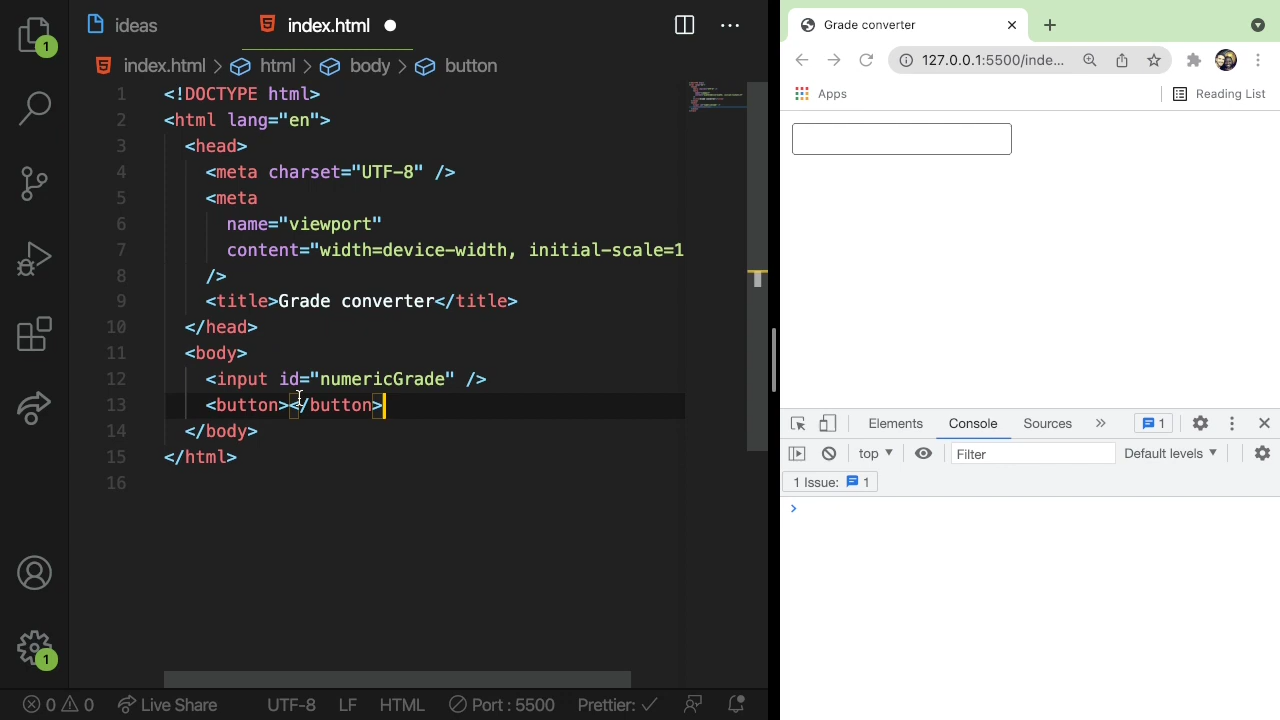 1
ideas
index.html
index.html > html > body > button
1 <!DOCTYPE html>
2 <html lang="en">
3 <head>
4 <meta charset="UTF-8" />
5 <meta
6 name="viewport"
7 content="width=device-width, initial-scale=1
8 />
9 <title>Grade converter</title>
10 </head>
11 <body>
12 <input id="numericGrade" />
13 <button></button>
14 </body>
15 </html>
16
1
0 0 Live Share UTF-8 LF HTML Port : 5500 Prettier: ✓
Grade converter
127.0.0.1:5500/inde...
Apps Reading List
Elements Console Sources » 1
top Filter Default levels
1 Issue: 1
>